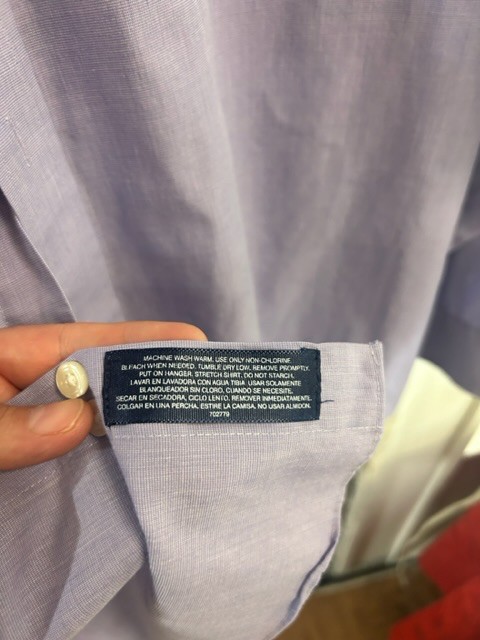 MACHINE WASH WARM. USE ONLY NON-CHLORINE.
BLEACH WHEN NEEDED. TUMBLE DRY LOW. REMOVE PROMPTLY.
PUT ON HANGER. STRETCH SHIRT. DO NOT STARCH.
LAVAR EN LAVADORA CON AGUA TIBIA. USAR SOLAMENTE
BLANQUEADOR SIN CLORO, CUANDO SE NECESITE.
SECAR EN SECADORA, CICLO LENTO. REMOVER INMEDIATAMENTE.
COLGAR EN UNA PERCHA, ESTIRE LA CAMISA, NO USAR ALMIDON.
702779